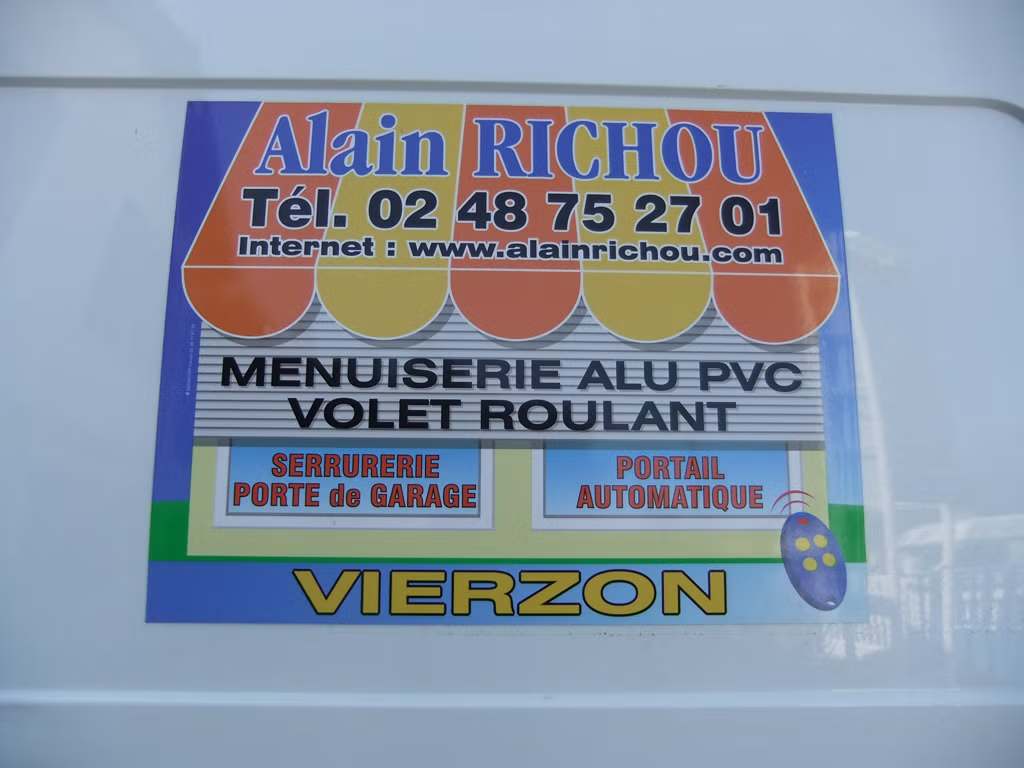 Alain RICHOU
Tél. 02 48 75 27 01
Internet : www.alainrichou.com
MENUISERIE ALU PVC
VOLET ROULANT
SERRURERIE
PORTE de GARAGE
PORTAIL
AUTOMATIQUE
VIERZON